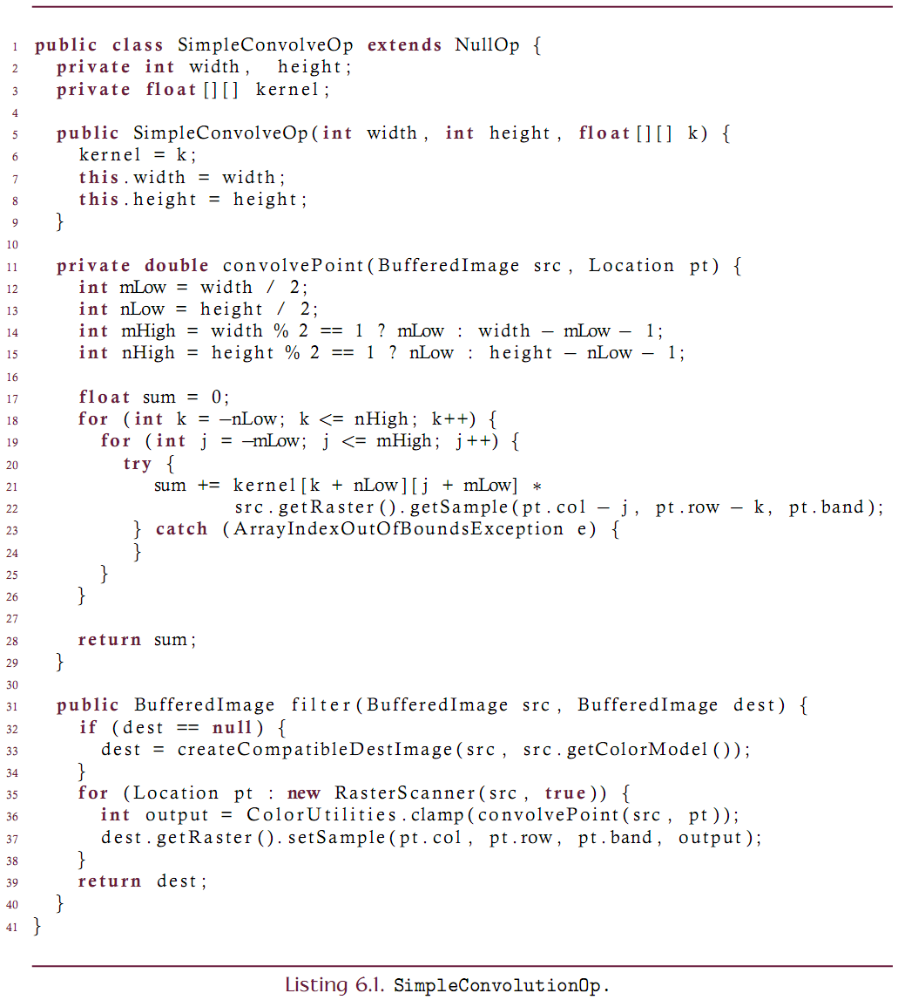 1 public class SimpleConvolveOp extends NullOp {
2 private int width, height;
3 private float[][] kernel;
4
5 public SimpleConvolveOp(int width, int height, float[][] k) {
6 kernel = k;
7 this.width = width;
8 this.height = height;
9 }
10
11 private double convolvePoint(BufferedImage src, Location pt) {
12 int mLow = width / 2;
13 int nLow = height / 2;
14 int mHigh = width % 2 == 1 ? mLow : width − mLow − 1;
15 int nHigh = height % 2 == 1 ? nLow : height − nLow − 1;
16
17 float sum = 0;
18 for (int k = −nLow; k <= nHigh; k++) {
19 for (int j = −mLow; j <= mHigh; j++) {
20 try {
21 sum += kernel[k + nLow][j + mLow] *
22 src.getRaster().getSample(pt.col − j, pt.row − k, pt.band);
23 } catch (ArrayIndexOutOfBoundsException e) {
24 }
25 }
26 }
27
28 return sum;
29 }
30
31 public BufferedImage filter(BufferedImage src, BufferedImage dest) {
32 if (dest == null) {
33 dest = createCompatibleDestImage(src, src.getColorModel());
34 }
35 for (Location pt : new RasterScanner(src, true)) {
36 int output = ColorUtilities.clamp(convolvePoint(src, pt));
37 dest.getRaster().setSample(pt.col, pt.row, pt.band, output);
38 }
39 return dest;
40 }
41 }
Listing 6.1. SimpleConvolutionOp.